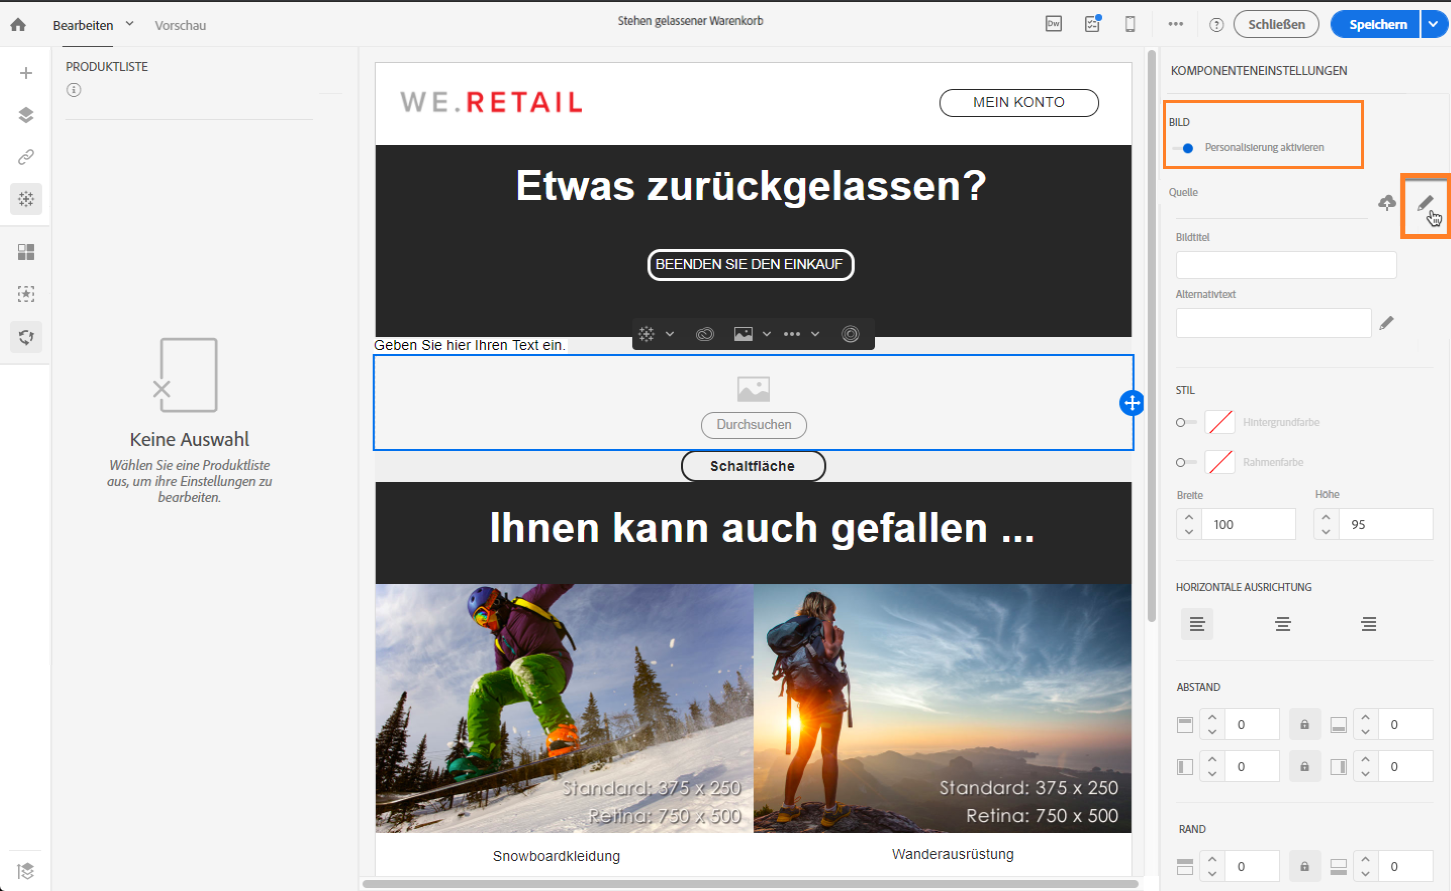 Bearbeiten
Vorschau
Stehen gelassener Warenkorb
Dw
Schließen
Speichern
PRODUKTLISTE
Keine Auswahl
Wählen Sie eine Produktliste
aus, um ihre Einstellungen zu
bearbeiten.
WE.RETAIL
MEIN KONTO
Etwas zurückgelassen?
BEENDEN SIE DEN EINKAUF
Geben Sie hier Ihren Text ein.
Durchsuchen
Schaltfläche
Ihnen kann auch gefallen ...
Standard: 375 x 250
Retina: 750 x 500
Standard: 375 x 250
Retina: 750 x 500
Snowboardkleidung
Wanderausrüstung
KOMPONENTENEINSTELLUNGEN
BILD
Personalisierung aktivieren
Quelle
Bildtitel
Alternativtext
STIL
Hintergrundfarbe
Rahmenfarbe
Breite
Höhe
100
95
HORIZONTALE AUSRICHTUNG
ABSTAND
0
0
0
0
RAND
0
0